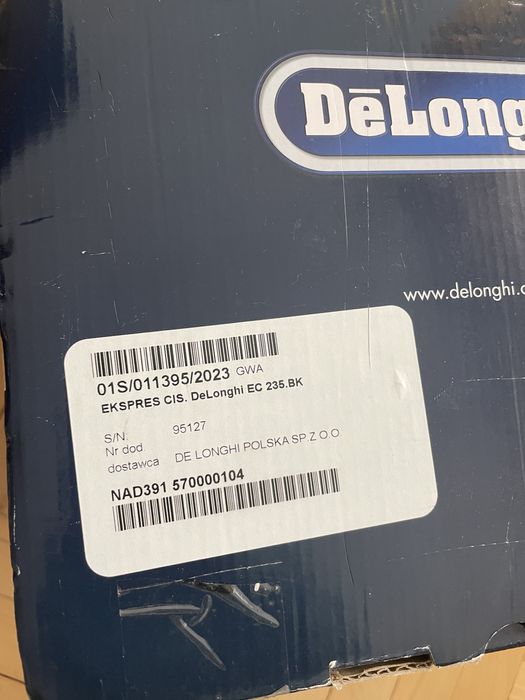 DēLong
www.delonghi.
01S/011395/2023 GWA
EKSPRES CIS. DeLonghi EC 235.BK
S/N.
Nr dod. 95127
dostawca DE LONGHI POLSKA SP.Z O.O.
NAD391 570000104